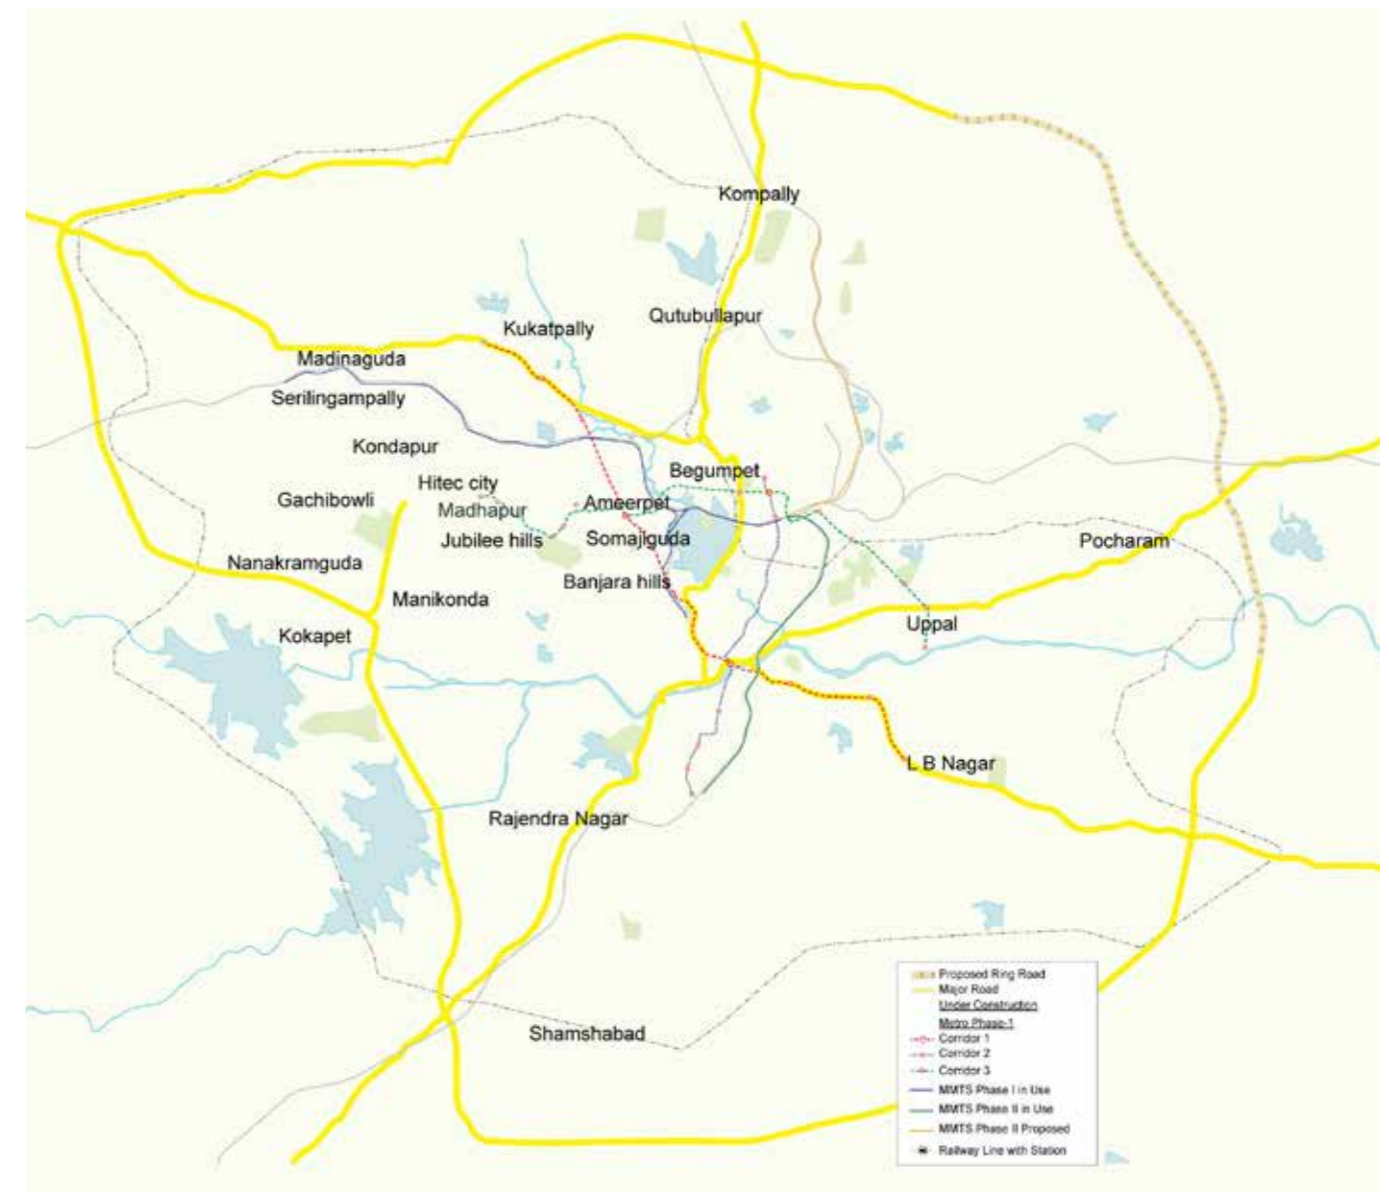 Kompally
Qutubullapur
Kukatpally
Madinaguda
Serilingampally
Kondapur
Begumpet
Hitec city
Gachibowli
Ameerpet
Madhapur
Jubilee hills
Somajiguda
Pocharam
Nanakramguda
Banjara hills
Manikonda
Uppal
Kokapet
L B Nagar
Rajendra Nagar
Shamshabad
Proposed Ring Road
Major Road
Under Construction
Metro Phase-1
Corridor 1
Corridor 2
Corridor 3
MMTS Phase I in Use
MMTS Phase II in Use
MMTS Phase II Proposed
Railway Line with Station